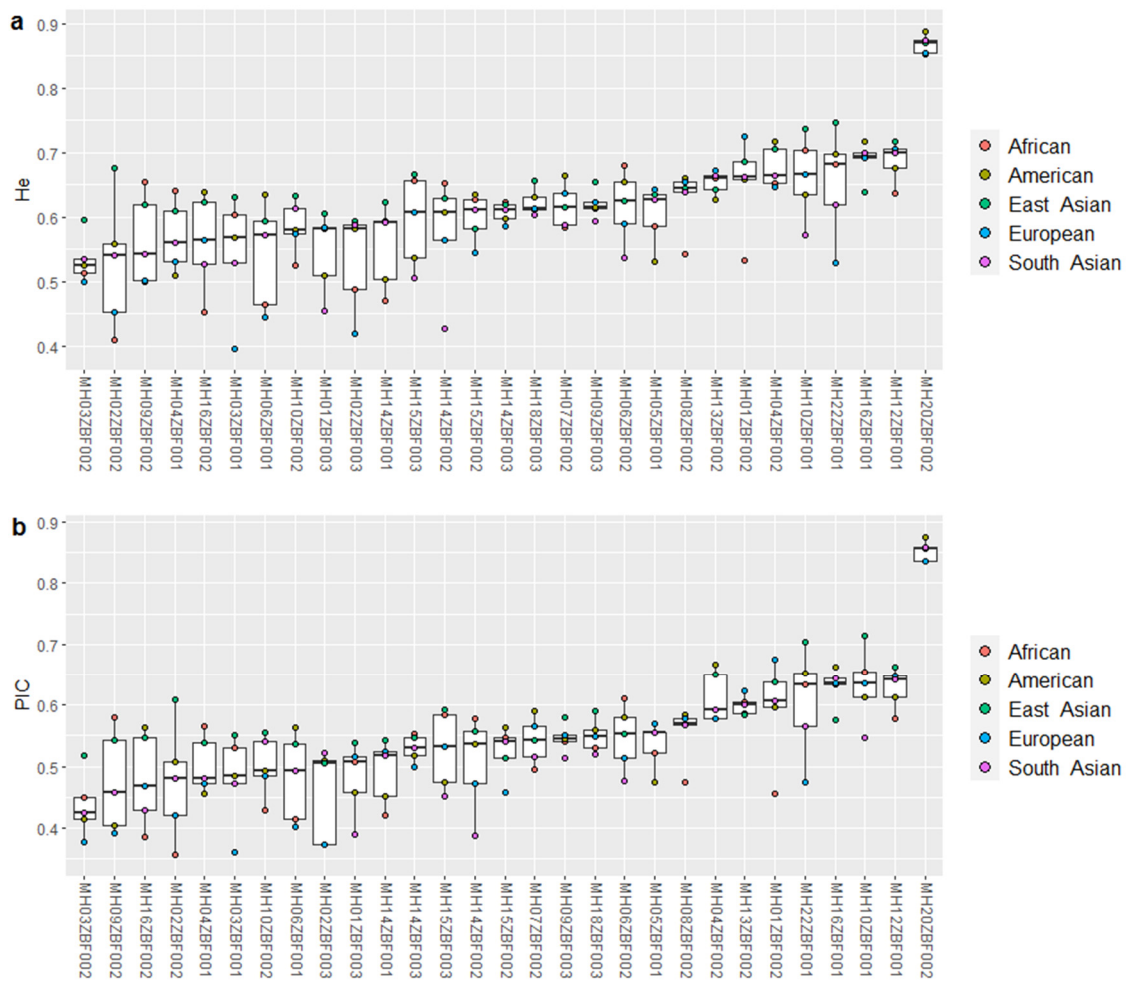 a
He
0.9
0.8
0.7
0.6
0.5
0.4
MH03ZBF002
MH02ZBF002
MH09ZBF002
MH04ZBF001
MH16ZBF002
MH03ZBF001
MH06ZBF001
MH10ZBF002
MH01ZBF003
MH02ZBF003
MH14ZBF001
MH15ZBF003
MH14ZBF002
MH15ZBF002
MH14ZBF003
MH18ZBF003
MH07ZBF002
MH09ZBF003
MH06ZBF002
MH05ZBF001
MH08ZBF002
MH13ZBF002
MH01ZBF002
MH04ZBF002
MH10ZBF001
MH22ZBF001
MH16ZBF001
MH12ZBF001
MH20ZBF002
African
American
East Asian
European
South Asian
b
PIC
0.9
0.8
0.7
0.6
0.5
0.4
MH03ZBF002
MH09ZBF002
MH16ZBF002
MH02ZBF002
MH04ZBF001
MH03ZBF001
MH10ZBF002
MH06ZBF001
MH02ZBF003
MH01ZBF003
MH14ZBF001
MH14ZBF003
MH15ZBF003
MH14ZBF002
MH15ZBF002
MH07ZBF002
MH09ZBF003
MH18ZBF003
MH06ZBF002
MH05ZBF001
MH08ZBF002
MH04ZBF002
MH13ZBF002
MH01ZBF002
MH22ZBF001
MH16ZBF001
MH10ZBF001
MH12ZBF001
MH20ZBF002
African
American
East Asian
European
South Asian